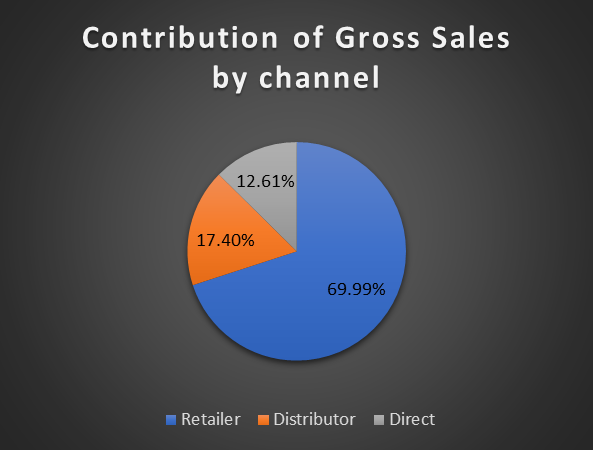 Contribution of Gross Sales
by channel
12.61%
17.40%
69.99%
Retailer Distributor Direct